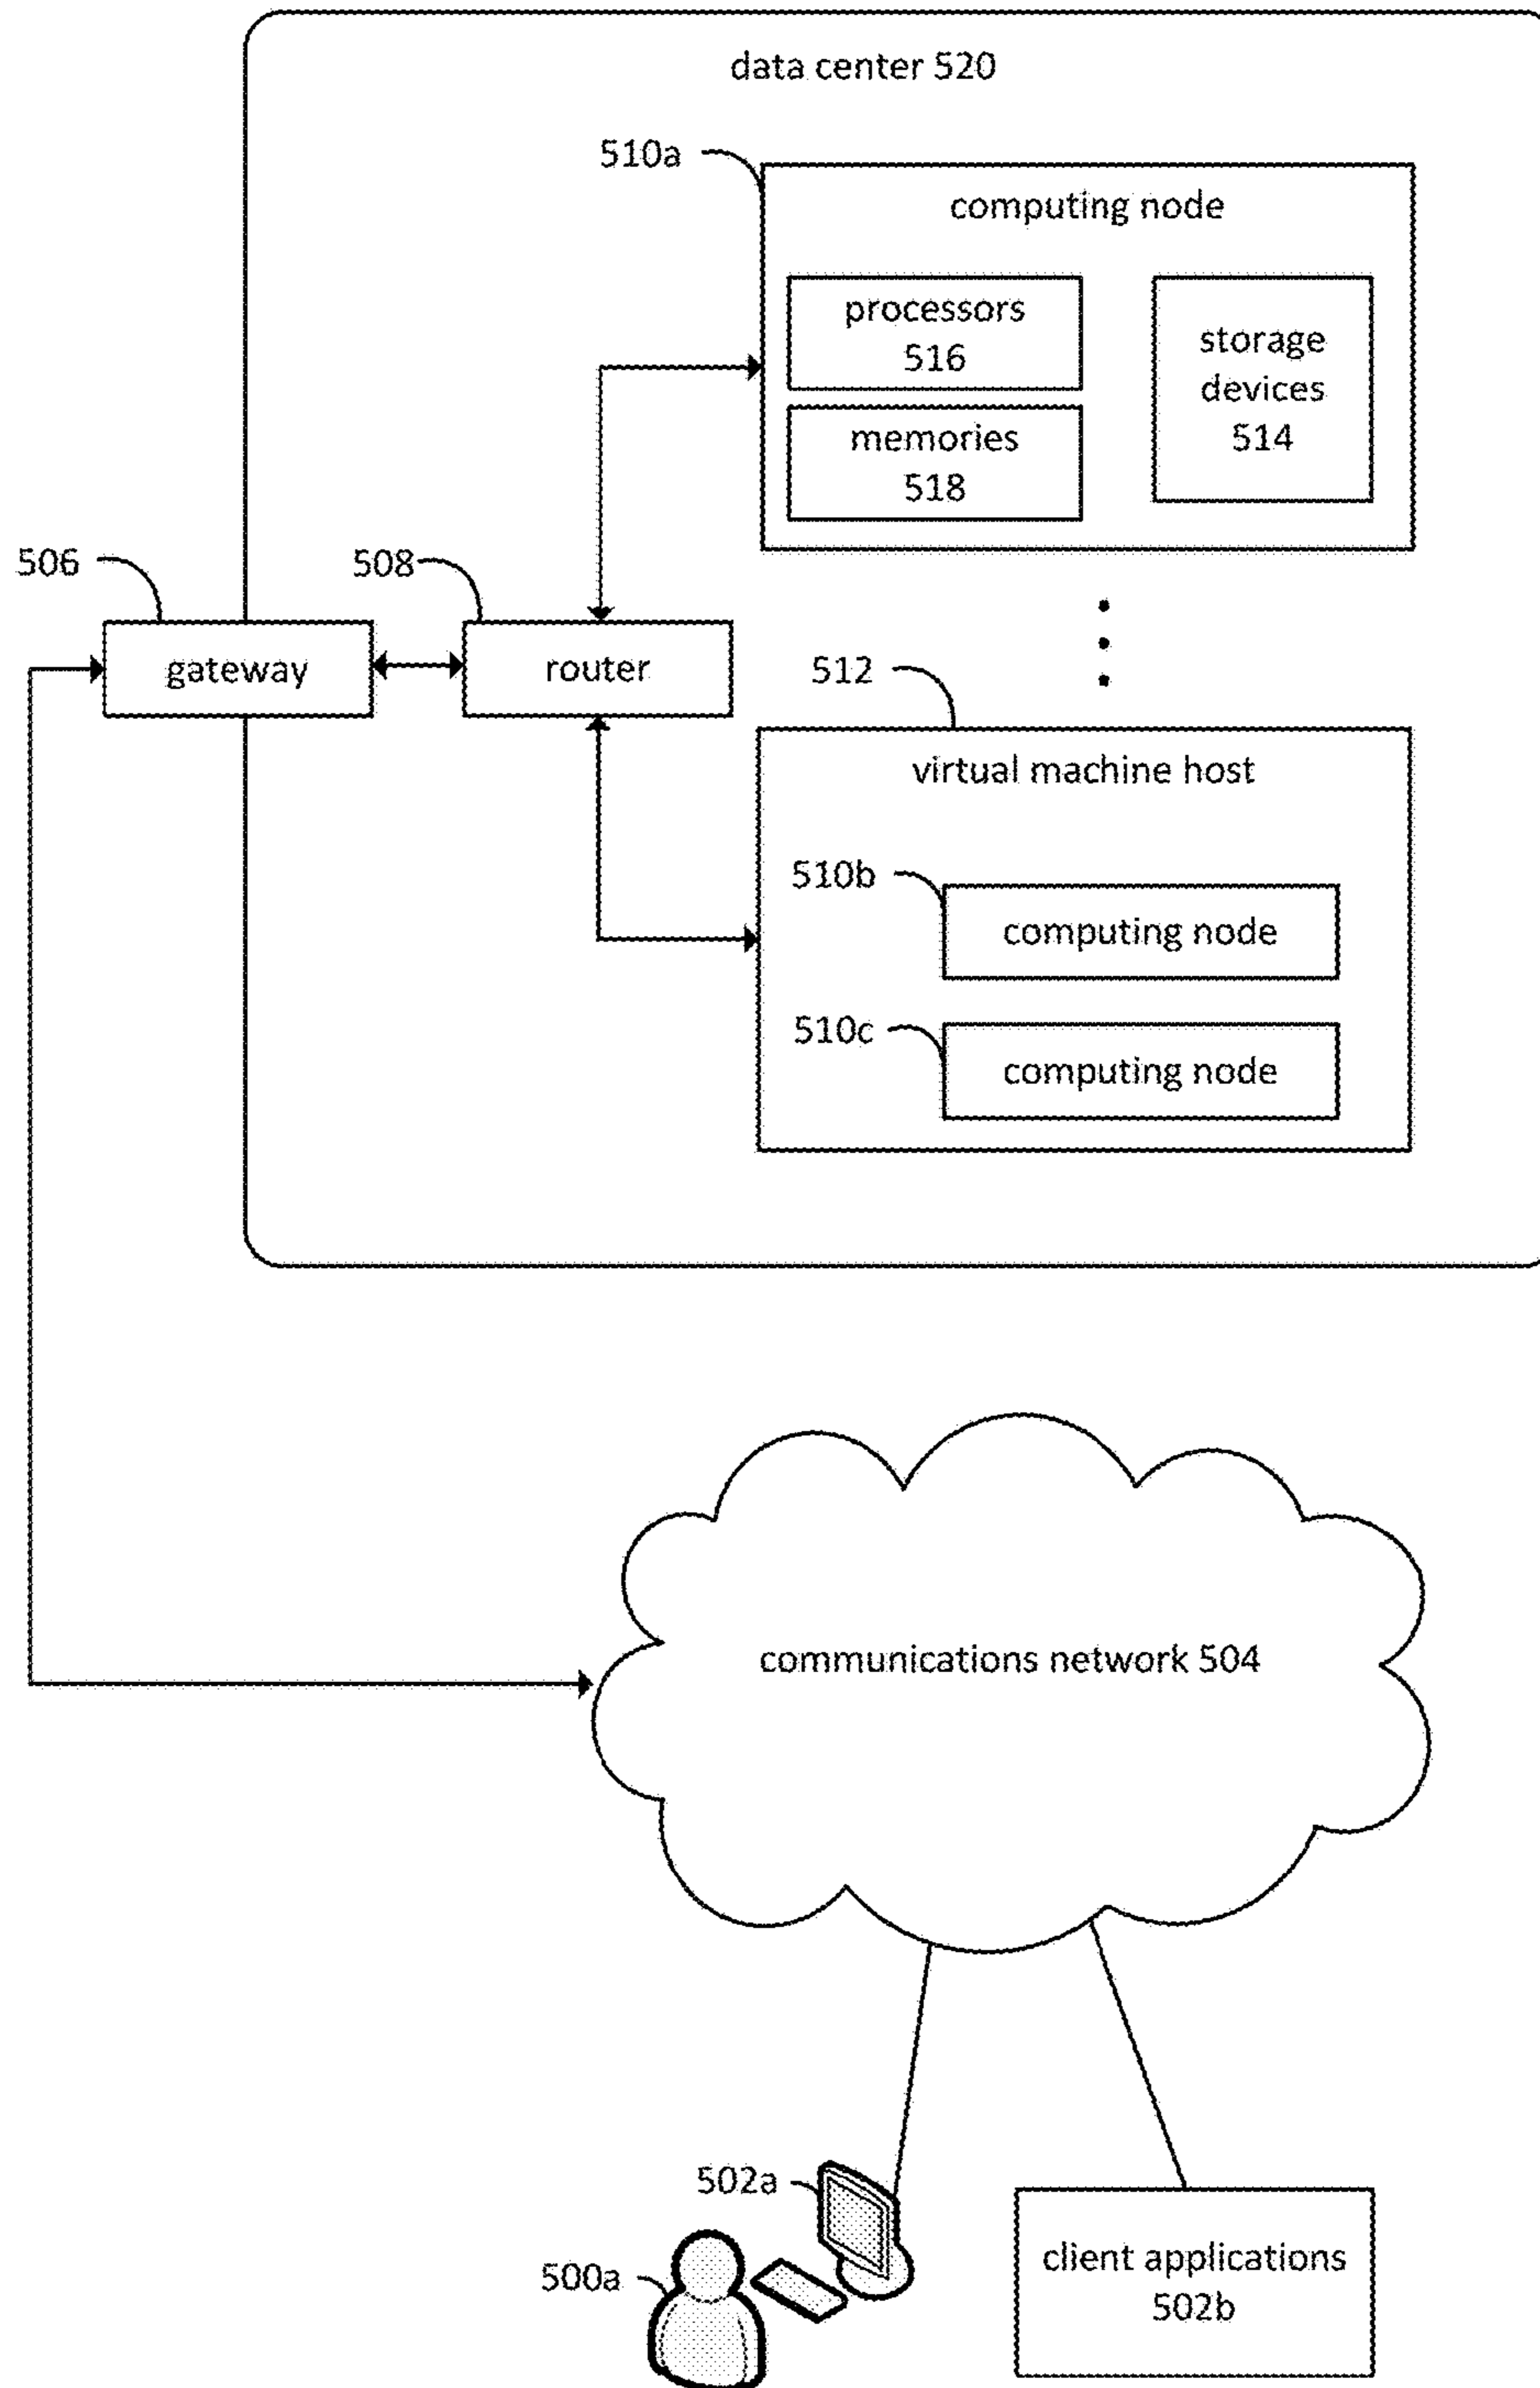 data center 520
510a
computing node
processors
516
storage
devices
514
memories
518
506
508
gateway
router
512
virtual machine host
510b
computing node
510c
computing node
communications network 504
502a
500a
client applications
502b